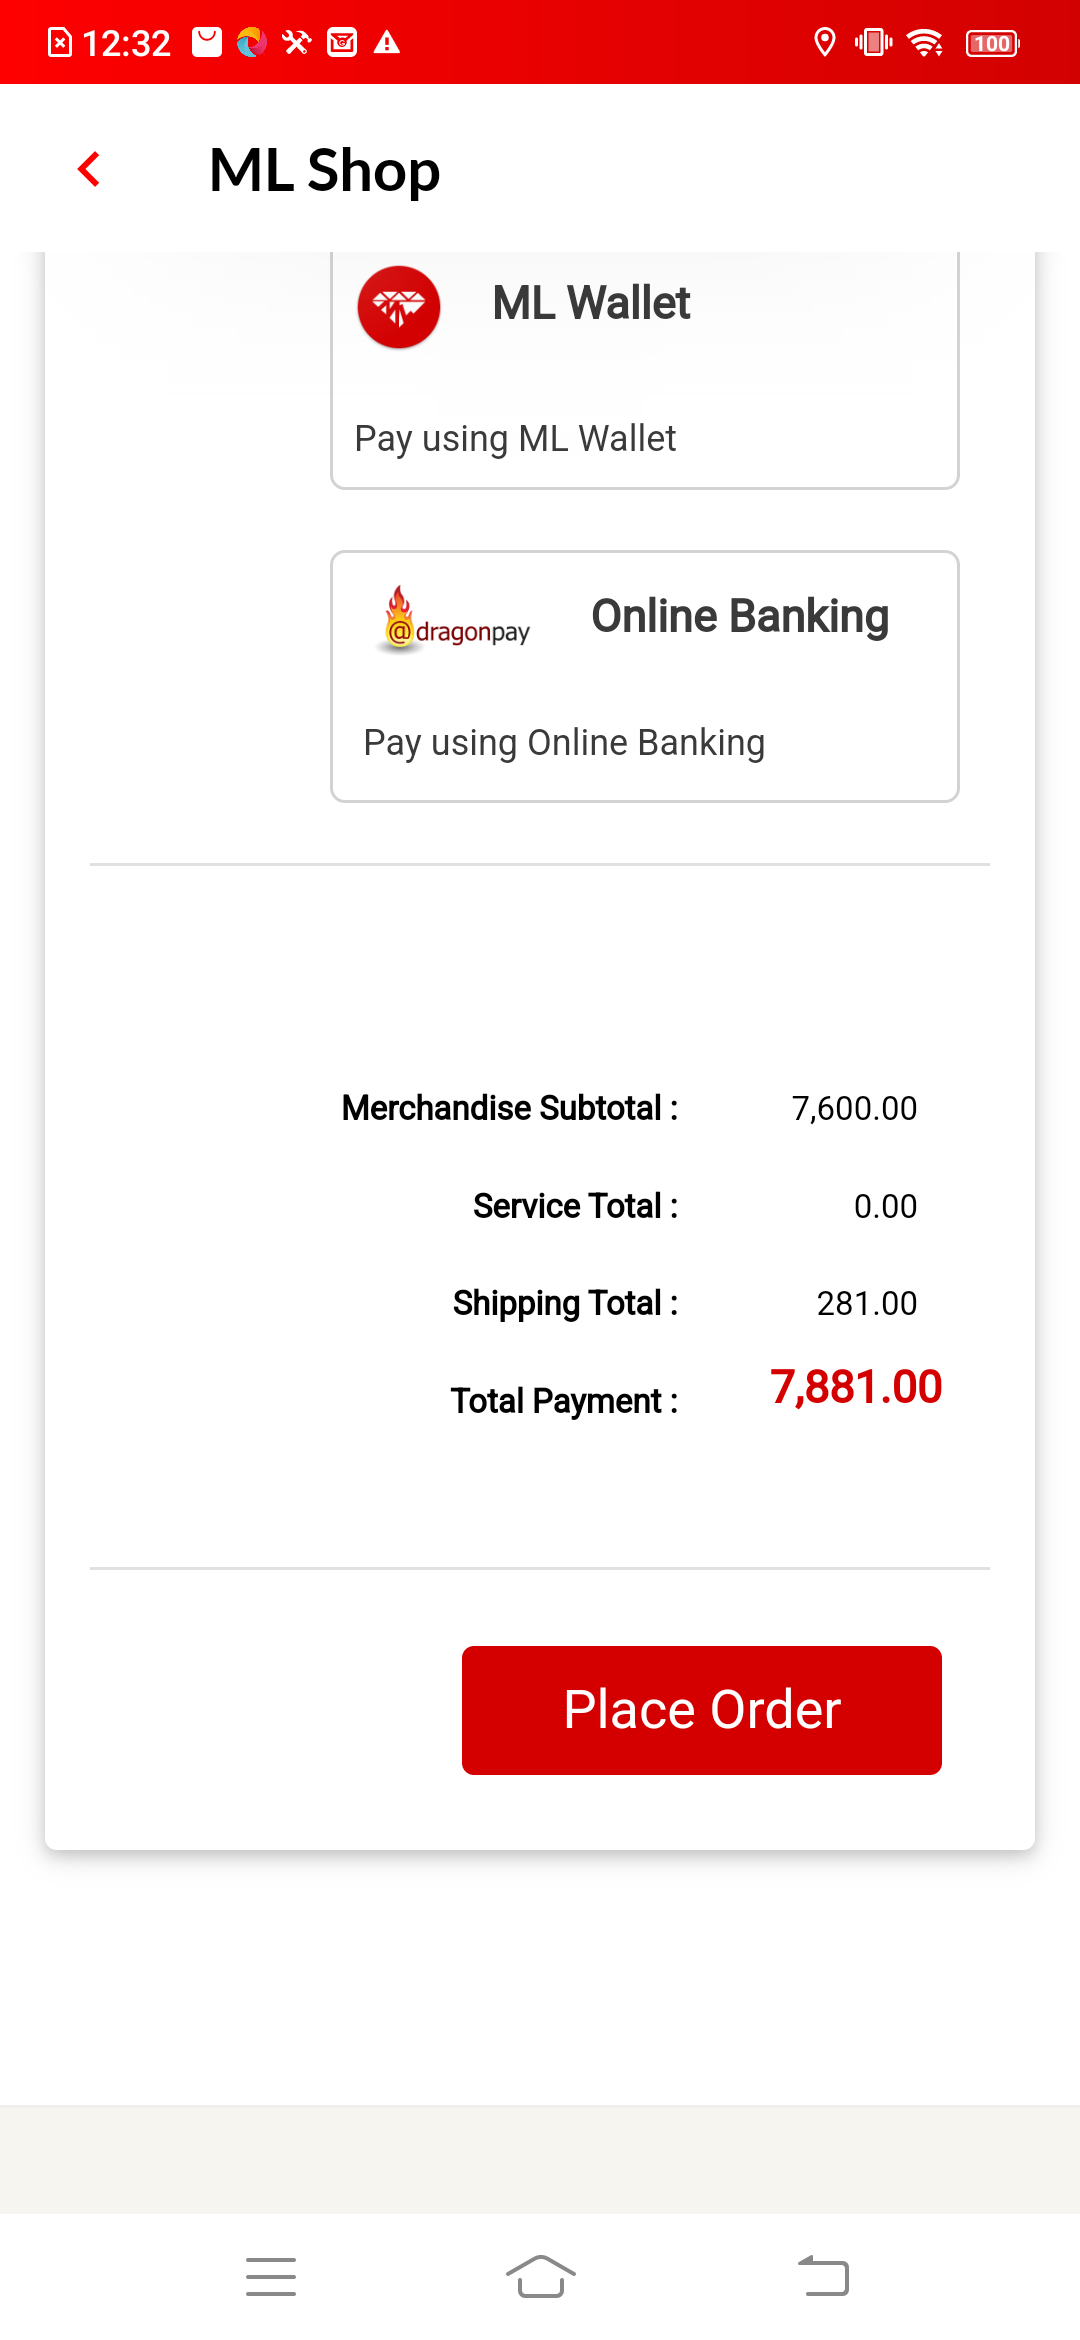 12:32
100
ML Shop
ML Wallet
Pay using ML Wallet
@dragonpay
Online Banking
Pay using Online Banking
Merchandise Subtotal : 7,600.00
Service Total : 0.00
Shipping Total : 281.00
Total Payment : 7,881.00
Place Order